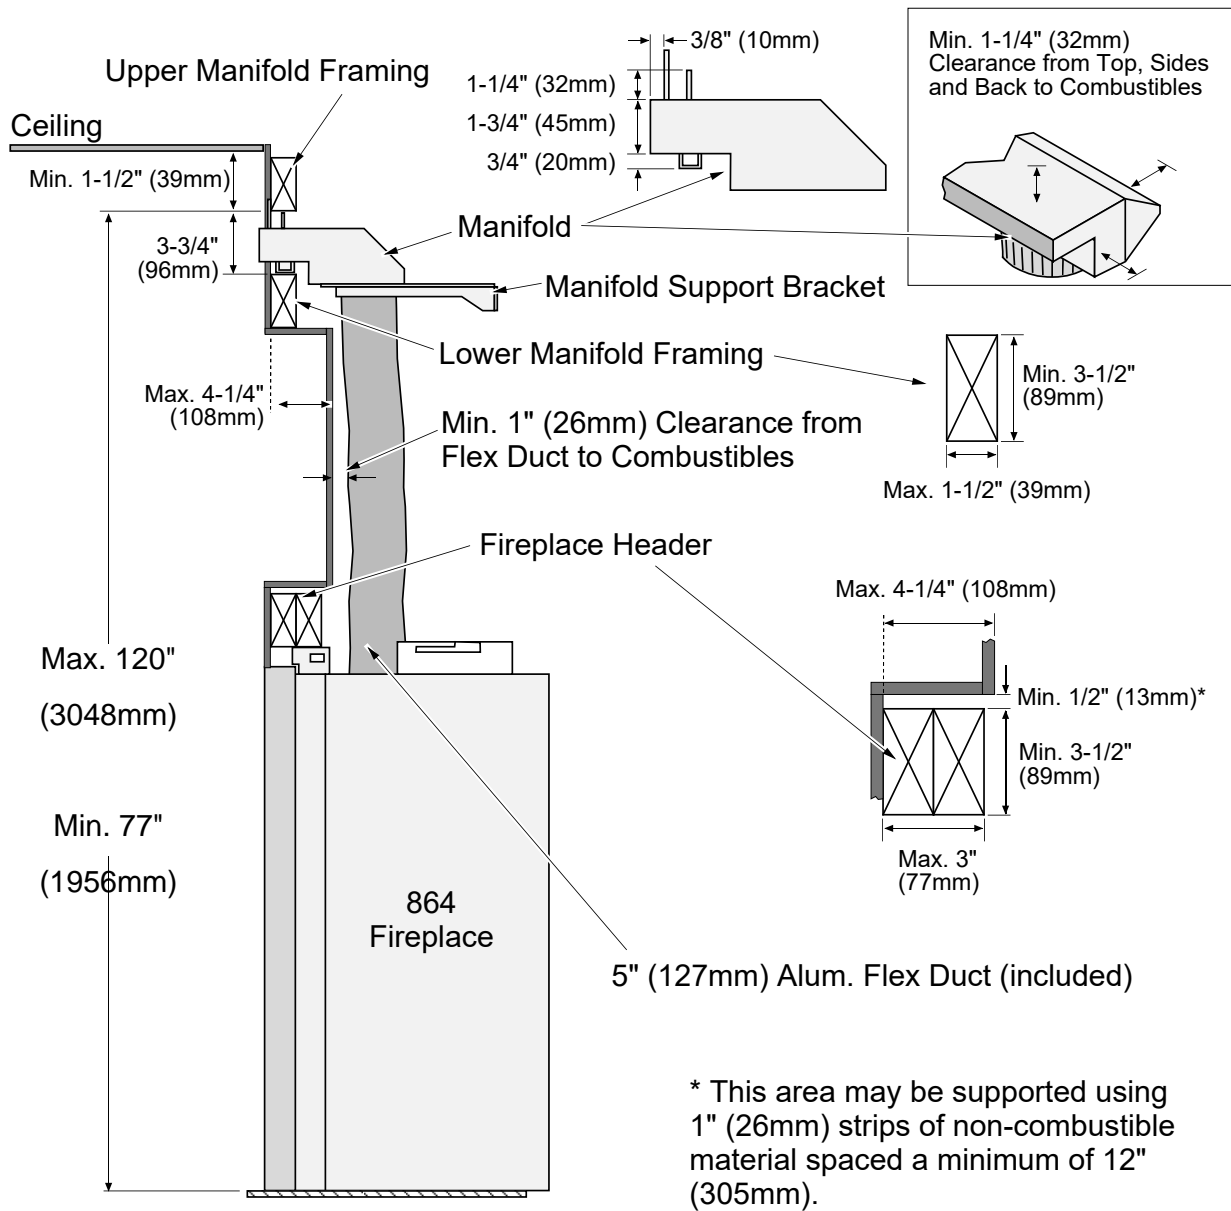 3/8" (10mm)
Upper Manifold Framing
1-1/4" (32mm)
1-3/4" (45mm)
3/4" (20mm)
Min. 1-1/4" (32mm)
Clearance from Top, Sides
and Back to Combustibles
Ceiling
Min. 1-1/2" (39mm)
3-3/4"
(96mm)
Manifold
Manifold Support Bracket
Lower Manifold Framing
Min. 3-1/2"
(89mm)
Max. 1-1/2" (39mm)
Max. 4-1/4"
(108mm)
Min. 1" (26mm) Clearance from
Flex Duct to Combustibles
Fireplace Header
Max. 4-1/4" (108mm)
Min. 1/2" (13mm)*
Min. 3-1/2"
(89mm)
Max. 3"
(77mm)
Max. 120"
(3048mm)
Min. 77"
(1956mm)
864
Fireplace
5" (127mm) Alum. Flex Duct (included)
* This area may be supported using
1" (26mm) strips of non-combustible
material spaced a minimum of 12"
(305mm).